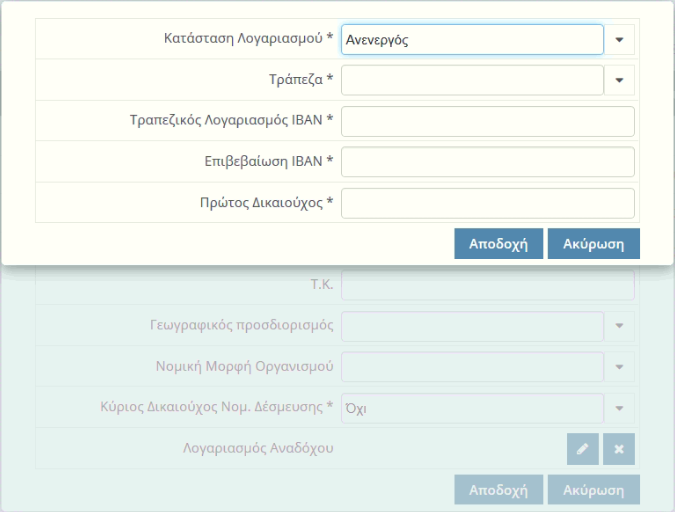 Κατάσταση Λογαριασμού * Ανενεργός
Τράπεζα *
Τραπεζικός Λογαριασμός IBAN *
Επιβεβαίωση IBAN *
Πρώτος Δικαιούχος *
Αποδοχή Ακύρωση
Τ.Κ.
Γεωγραφικός προσδιορισμός
Νομική Μορφή Οργανισμού
Κύριος Δικαιούχος Νομ. Δέσμευσης * Όχι
Λογαριασμός Αναδόχου
Αποδοχή Ακύρωση